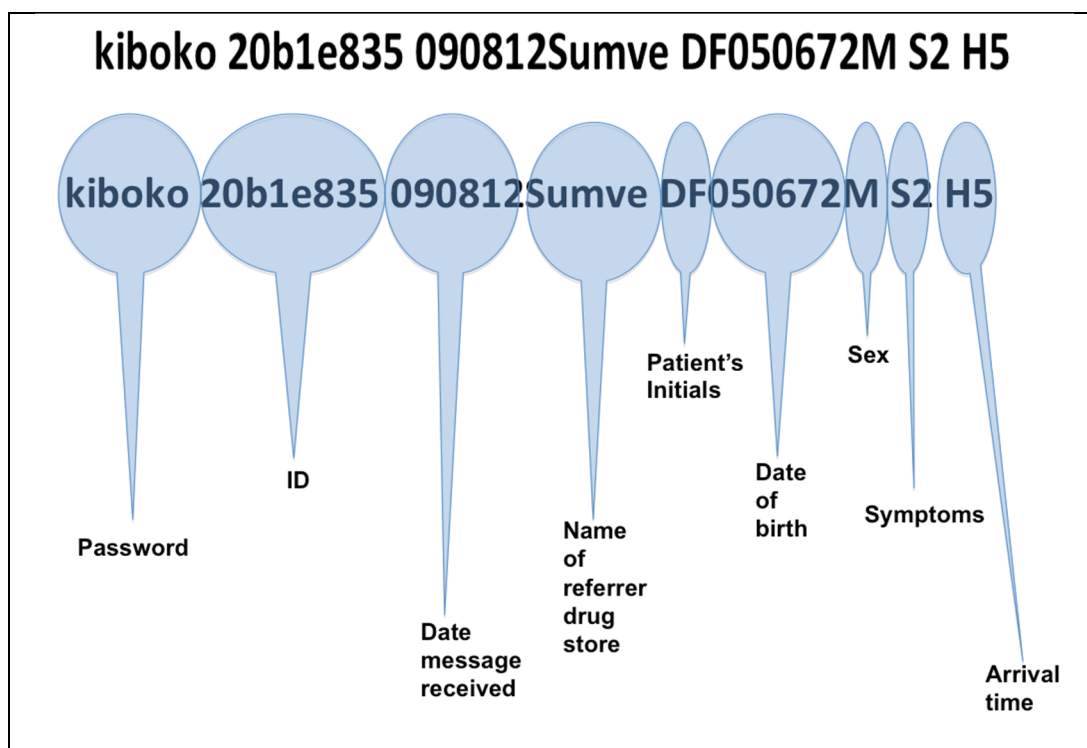 kiboko 20b1e835 090812Sumve DF050672M S2 H5
kiboko 20b1e835 090812Sumve DF050672M S2 H5
Password
ID
Date
message
received
Name
of
referrer
drug
store
Patient’s
Initials
Date
of
birth
Sex
Symptoms
Arrival
time